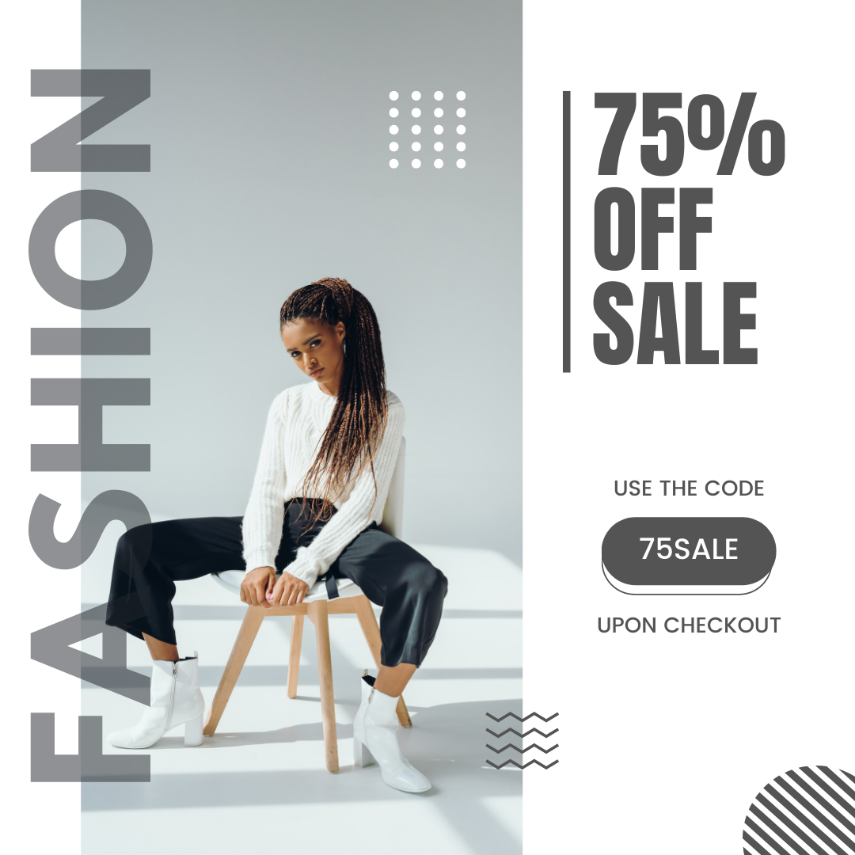 FASHION
75%
OFF
SALE
USE THE CODE
75SALE
UPON CHECKOUT